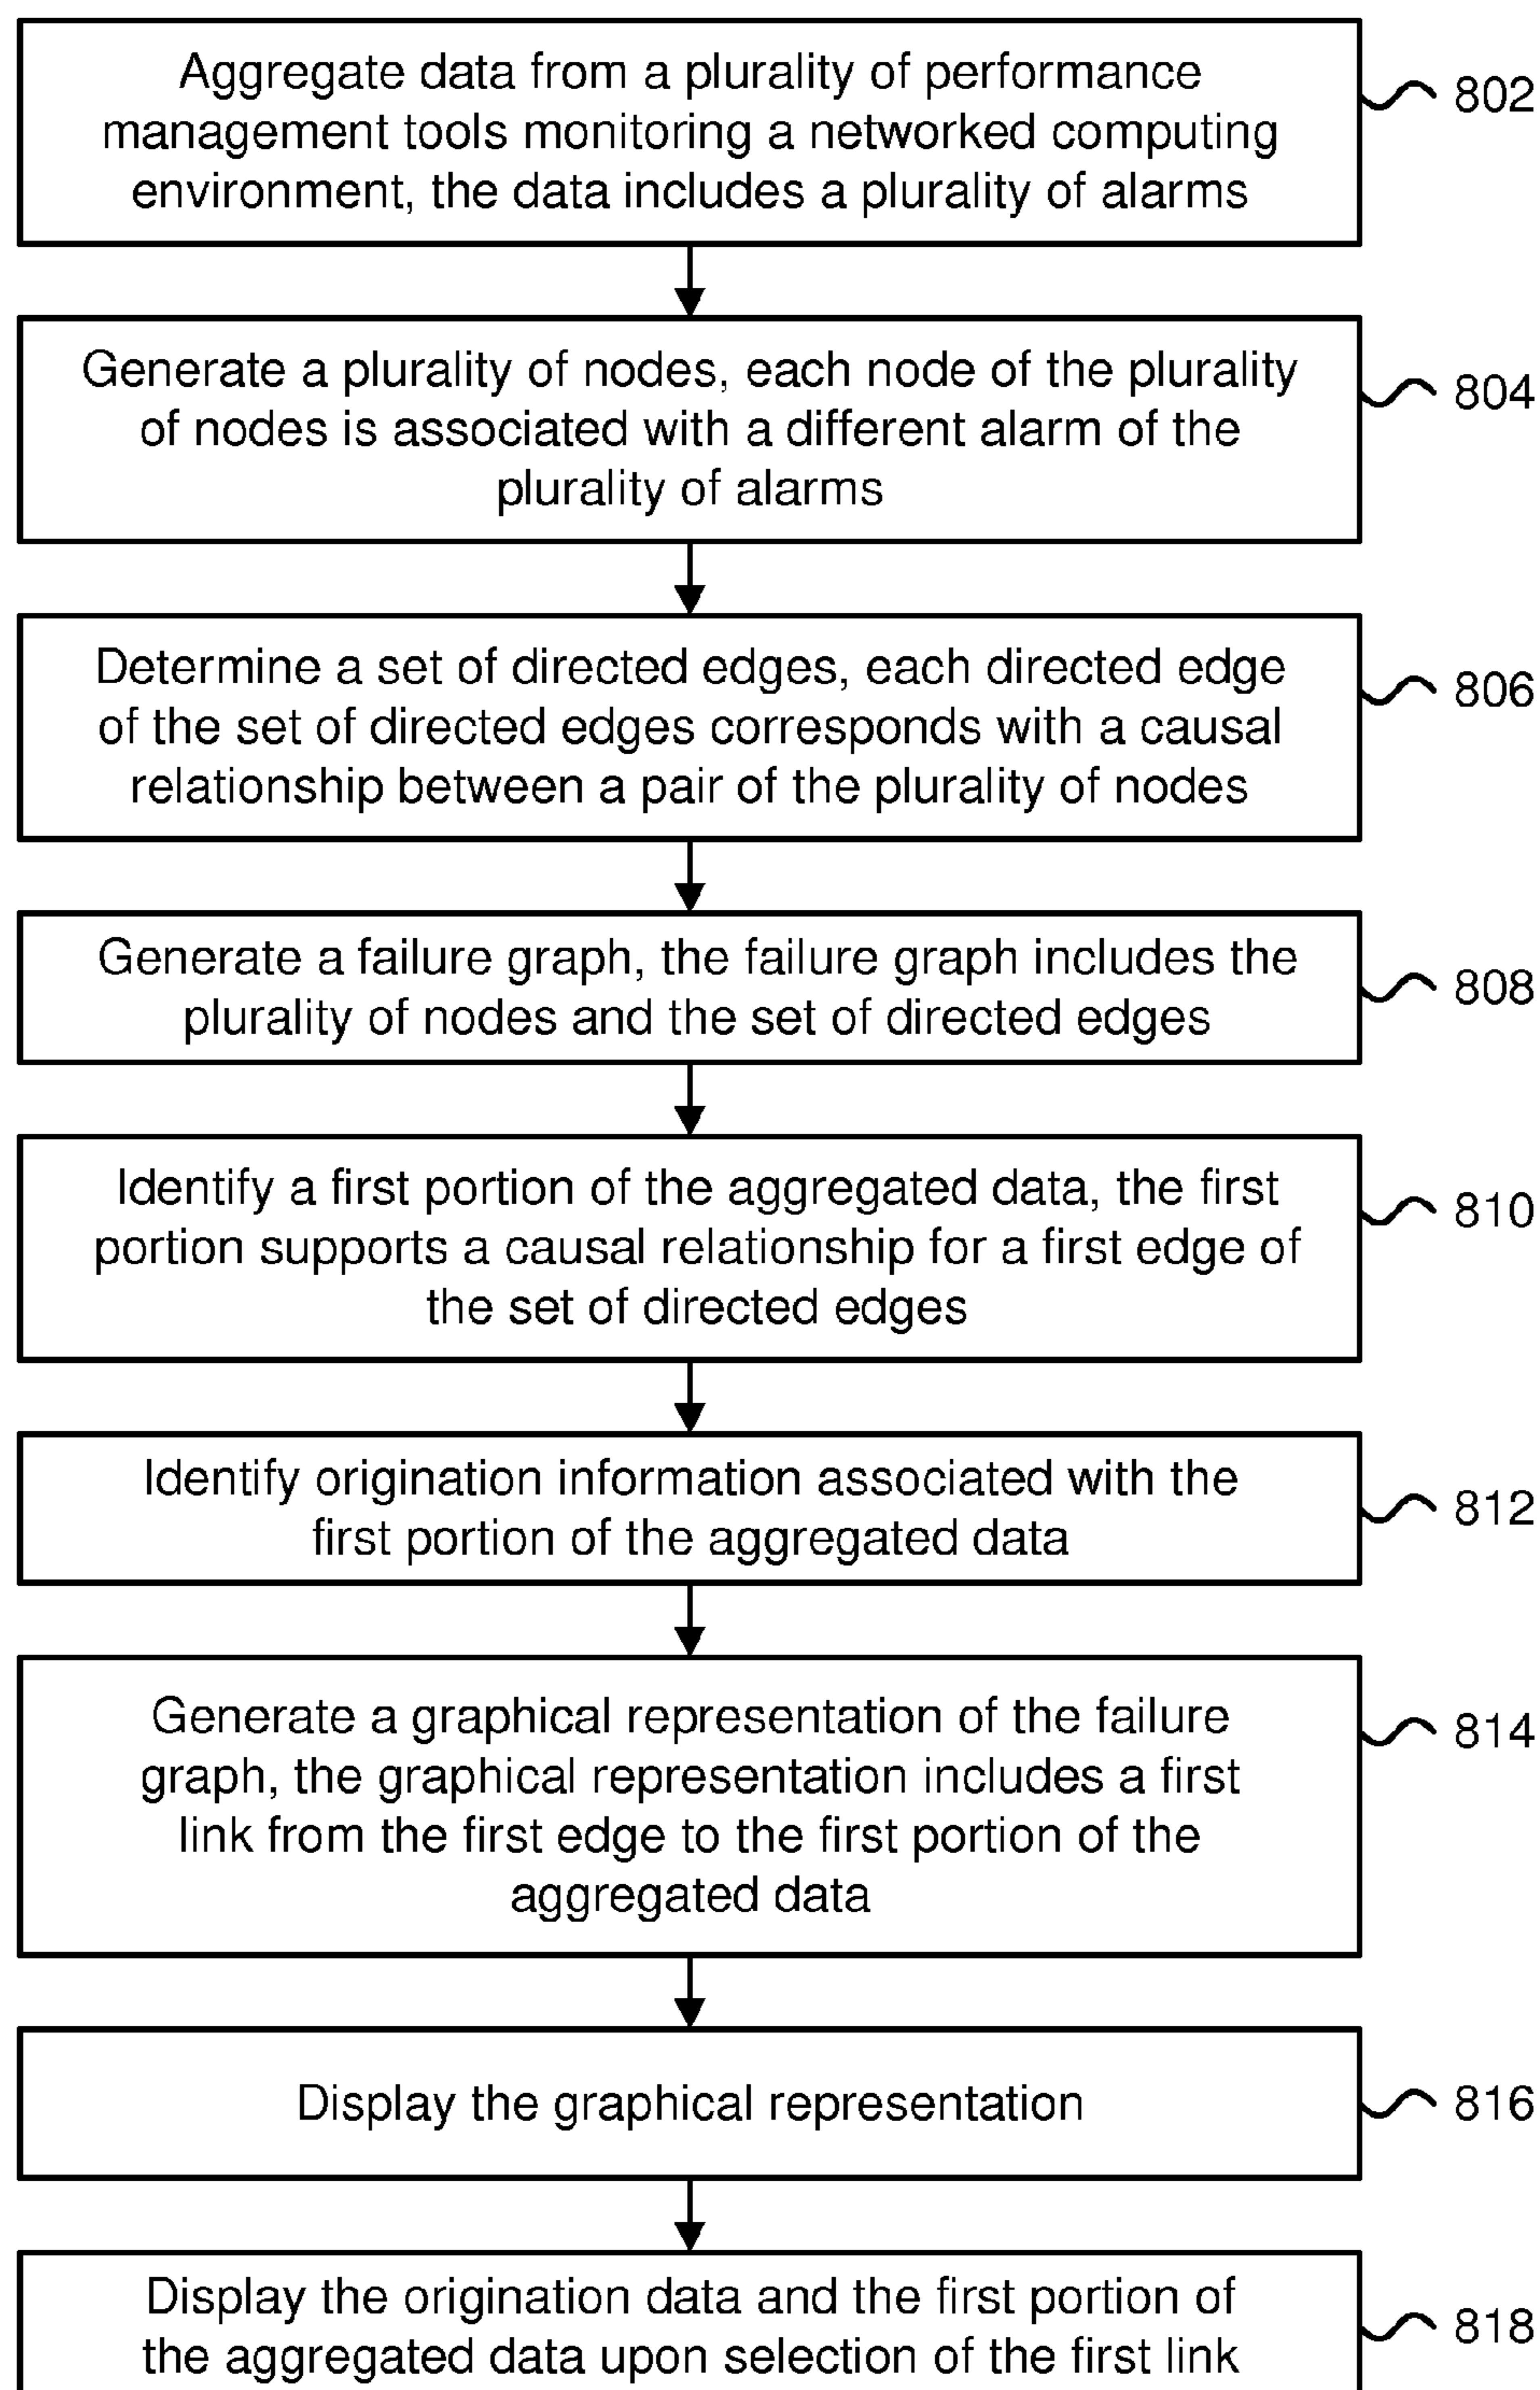 Aggregate data from a plurality of performance
management tools monitoring a networked computing
environment, the data includes a plurality of alarms
802
Generate a plurality of nodes, each node of the plurality
of nodes is associated with a different alarm of the
plurality of alarms
804
Determine a set of directed edges, each directed edge
of the set of directed edges corresponds with a causal
relationship between a pair of the plurality of nodes
806
Generate a failure graph, the failure graph includes the
plurality of nodes and the set of directed edges
808
Identify a first portion of the aggregated data, the first
portion supports a causal relationship for a first edge of
the set of directed edges
810
Identify origination information associated with the
first portion of the aggregated data
812
Generate a graphical representation of the failure
graph, the graphical representation includes a first
link from the first edge to the first portion of the
aggregated data
814
Display the graphical representation
816
Display the origination data and the first portion of
the aggregated data upon selection of the first link
818